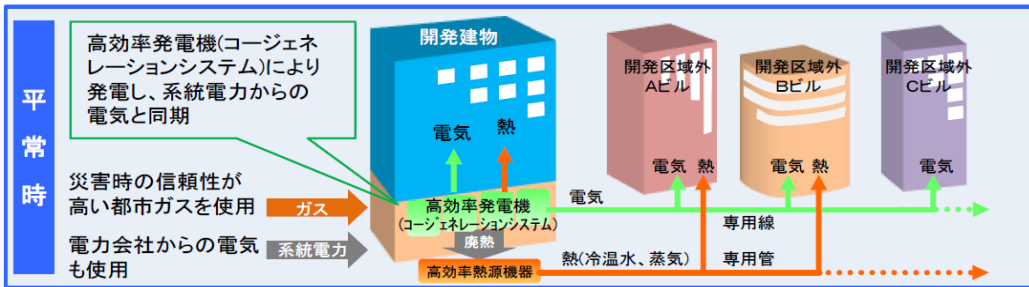 平常時
高効率発電機(コージェネ
レーションシステム)により
発電し、系統電力からの
電気と同期
災害時の信頼性が
高い都市ガスを使用
ガス
電力会社からの電気
も使用
系統電力
開発建物
電気
熱
高効率発電機
(コージェネレーションシステム)
廃熱
高効率熱源機器
電気
専用線
熱(冷温水、蒸気)
専用管
開発区域外
Aビル
電気 熱
開発区域外
Bビル
電気 熱
開発区域外
Cビル
電気